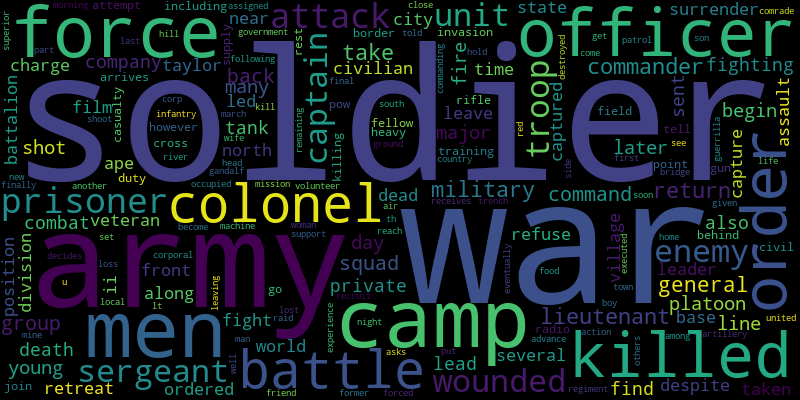 morning attempt including assigned near state surrender close comrade
force attack unit officer
superior part last hill government city border invasion told son get patrol
charge company arrives taylor supply rest take civilian fire time commander fighting
soldier
back many led captain troop captured sent begin assault
battalion film casualty following kill tank pow final south rifle leave field
shot however corp infantry march fellow heavy major later see tell gun capture guerrilla
ape cross river wife killing ground training country red side first point bridge life
duty head gandalf north remaining
new finally another occupied mission volunteer dead air military command soon given return
prisoner colonel war order
combat veteran become machine woman support th reach receives trench refuse village executed also behind civil
army
position division set ii decides loss corporal day front squad eventually home enemy leader
u local lt along leaving go private food town general united
men camp lieutenant platoon
group mine fight lost raid recruit night experience radio boy action base line among artillery
death man world asks put advance several others killed
young sergeant well battle lead wounded despite
join retreat ordered friend former forced regiment find taken
destroyed commanding hold shoot come